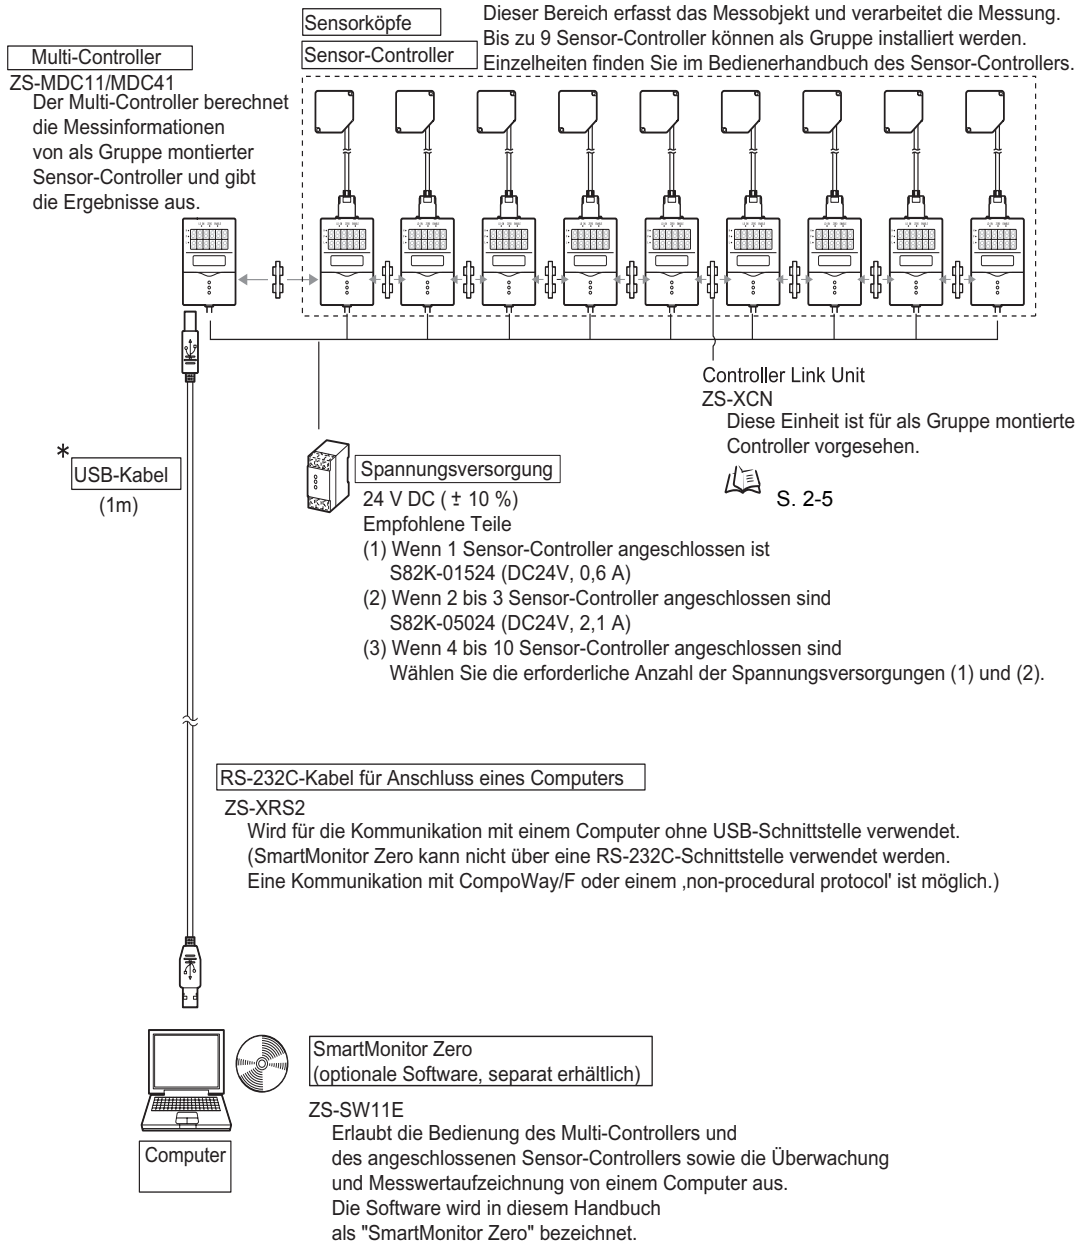 Sensorköpfe
Sensor-Controller
Dieser Bereich erfasst das Messobjekt und verarbeitet die Messung.
Bis zu 9 Sensor-Controller können als Gruppe installiert werden.
Einzelheiten finden Sie im Bedienerhandbuch des Sensor-Controllers.
Multi-Controller
ZS-MDC11/MDC41
Der Multi-Controller berechnet
die Messinformationen
von als Gruppe montierter
Sensor-Controller und gibt
die Ergebnisse aus.
Controller Link Unit
ZS-XCN
Diese Einheit ist für als Gruppe montierte
Controller vorgesehen.
S. 2-5
*
USB-Kabel
(1m)
Spannungsversorgung
24 V DC ( ± 10 %)
Empfohlene Teile
(1) Wenn 1 Sensor-Controller angeschlossen ist
S82K-01524 (DC24V, 0,6 A)
(2) Wenn 2 bis 3 Sensor-Controller angeschlossen sind
S82K-05024 (DC24V, 2,1 A)
(3) Wenn 4 bis 10 Sensor-Controller angeschlossen sind
Wählen Sie die erforderliche Anzahl der Spannungsversorgungen (1) und (2).
RS-232C-Kabel für Anschluss eines Computers
ZS-XRS2
Wird für die Kommunikation mit einem Computer ohne USB-Schnittstelle verwendet.
(SmartMonitor Zero kann nicht über eine RS-232C-Schnittstelle verwendet werden.
Eine Kommunikation mit CompoWay/F oder einem ‚non-procedural protocol' ist möglich.)
SmartMonitor Zero
(optionale Software, separat erhältlich)
ZS-SW11E
Erlaubt die Bedienung des Multi-Controllers und
des angeschlossenen Sensor-Controllers sowie die Überwachung
und Messwertaufzeichnung von einem Computer aus.
Die Software wird in diesem Handbuch
als "SmartMonitor Zero" bezeichnet.
Computer